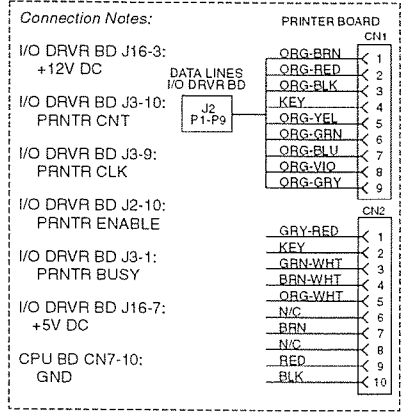 Connection Notes:
I/O DRVR BD J16-3:
+12V DC
I/O DRVR BD J3-10:
PRNTR CNT
I/O DRVR BD J3-9:
PRNTR CLK
I/O DRVR BD J2-10:
PRNTR ENABLE
I/O DRVR BD J3-1:
PRNTR BUSY
I/O DRVR BD J16-7:
+5V DC
CPU BD CN7-10:
GND
DATA LINES
I/O DRVR BD
J2
P1-P9
PRINTER BOARD
CN1
ORG-BRN 1
ORG-RED 2
ORG-BLK 3
KEY 4
ORG-YEL 5
ORG-GRN 6
ORG-BLU 7
ORG-VIO 8
ORG-GRY 9
CN2
GRY-RED 1
KEY 2
GRN-WHT 3
BRN-WHT 4
ORG-WHT 5
N/C 6
BRN 7
N/C 8
RED 9
BLK 10